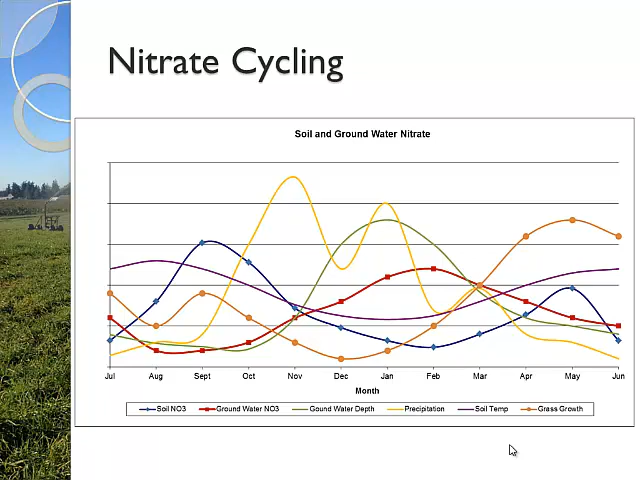 Nitrate Cycling
Soil and Ground Water Nitrate
Jul Aug Sept Oct Nov Dec Jan Feb Mar Apr May Jun
Month
Soil NO3 Ground Water NO3 Gound Water Depth Precipitation Soil Temp Grass Growth